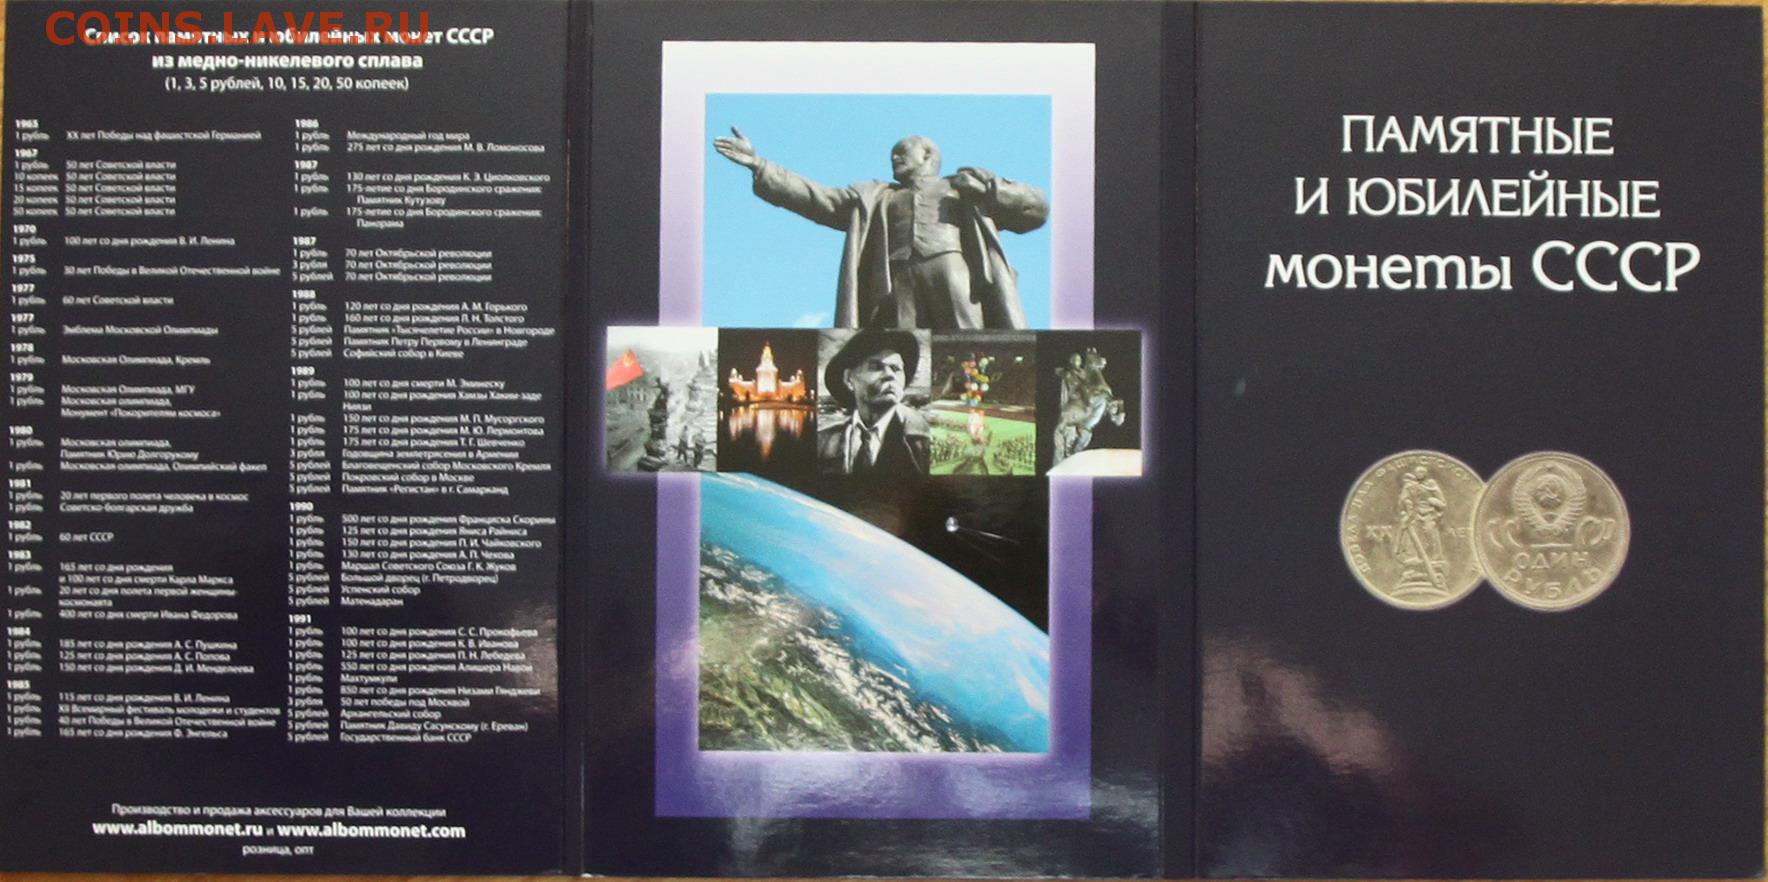 COINS.LAVE.RU
Список памятных и юбилейных монет СССР
из медно-никелевого сплава
(1, 3, 5 рублей, 10, 15, 20, 50 копеек)
1965
1 рубль XX лет Победы над фашистской Германией
1967
1 рубль 50 лет Советской власти
10 копеек 50 лет Советской власти
15 копеек 50 лет Советской власти
20 копеек 50 лет Советской власти
50 копеек 50 лет Советской власти
1970
1 рубль 100 лет со дня рождения В. И. Ленина
1975
1 рубль 30 лет Победы в Великой Отечественной войне
1977
1 рубль 60 лет Советской власти
1977
1 рубль Эмблема Московской Олимпиады
1978
1 рубль Московская Олимпиада, Кремль
1979
1 рубль Московская Олимпиада, МГУ
1 рубль Московская олимпиада,
Монумент «Покорителям космоса»
1980
1 рубль Московская олимпиада,
Памятник Юрию Долгорукому
1 рубль Московская олимпиада, Олимпийский факел
1981
1 рубль 20 лет первого полета человека в космос
1 рубль Советско-болгарская дружба
1982
1 рубль 60 лет СССР
1983
1 рубль 165 лет со дня рождения
и 100 лет со дня смерти Карла Маркса
1 рубль 20 лет со дня полета первой женщины-
космонавта
1 рубль 400 лет со дня смерти Ивана Федорова
1984
1 рубль 185 лет со дня рождения А. С. Пушкина
1 рубль 125 лет со дня рождения А. С. Попова
1 рубль 150 лет со дня рождения Д. И. Менделеева
1985
1 рубль 115 лет со дня рождения В. И. Ленина
1 рубль XII Всемирный фестиваль молодежи и студентов
1 рубль 40 лет Победы в Великой Отечественной войне
1 рубль 165 лет со дня рождения Ф. Энгельса
1986
1 рубль Международный год мира
1 рубль 275 лет со дня рождения М. В. Ломоносова
1987
1 рубль 130 лет со дня рождения К. Э. Циолковского
1 рубль 175-летие со дня Бородинского сражения:
Памятник Кутузову
1 рубль 175-летие со дня Бородинского сражения:
Панорама
1987
1 рубль 70 лет Октябрьской революции
3 рубля 70 лет Октябрьской революции
5 рублей 70 лет Октябрьской революции
1988
1 рубль 120 лет со дня рождения А. М. Горького
1 рубль 160 лет со дня рождения Л. Н. Толстого
5 рублей Памятник «Тысячелетие России» в Новгороде
5 рублей Памятник Петру Первому в Ленинграде
5 рублей Софийский собор в Киеве
1989
1 рубль 100 лет со дня смерти М. Эминеску
1 рубль 100 лет со дня рождения Хамзы Хаким-заде
Ниязи
1 рубль 150 лет со дня рождения М. П. Мусоргского
1 рубль 175 лет со дня рождения М. Ю. Лермонтова
1 рубль 175 лет со дня рождения Т. Г. Шевченко
3 рубля Годовщина землетрясения в Армении
5 рублей Благовещенский собор Московского Кремля
5 рублей Покровский собор в Москве
5 рублей Памятник «Регистан» в г. Самарканд
1990
1 рубль 500 лет со дня рождения Франциска Скорины
1 рубль 125 лет со дня рождения Яниса Райниса
1 рубль 150 лет со дня рождения П. И. Чайковского
1 рубль 130 лет со дня рождения А. П. Чехова
1 рубль Маршал Советского Союза Г. К. Жуков
5 рублей Большой дворец (г. Петродворец)
5 рублей Успенский собор
5 рублей Матенадаран
1991
1 рубль 100 лет со дня рождения С. С. Прокофьева
1 рубль 100 лет со дня рождения К. В. Иванова
1 рубль 125 лет со дня рождения П. Н. Лебедева
1 рубль 550 лет со дня рождения Алишера Навои
1 рубль Махтумкули
1 рубль 850 лет со дня рождения Низами Гянджеви
3 рубля 50 лет победы под Москвой
5 рублей Архангельский собор
5 рублей Памятник Давиду Сасунскому (г. Ереван)
5 рублей Государственный банк СССР
Производство и продажа аксессуаров для Вашей коллекции
www.albommonet.ru и www.albommonet.com
розница, опт
ПАМЯТНЫЕ
И ЮБИЛЕЙНЫЕ
монеты СССР
ПОБЕДА НАД ФАШИСТСКОЙ
XX ЛЕТ
СССР
ОДИН
РУБЛЬ